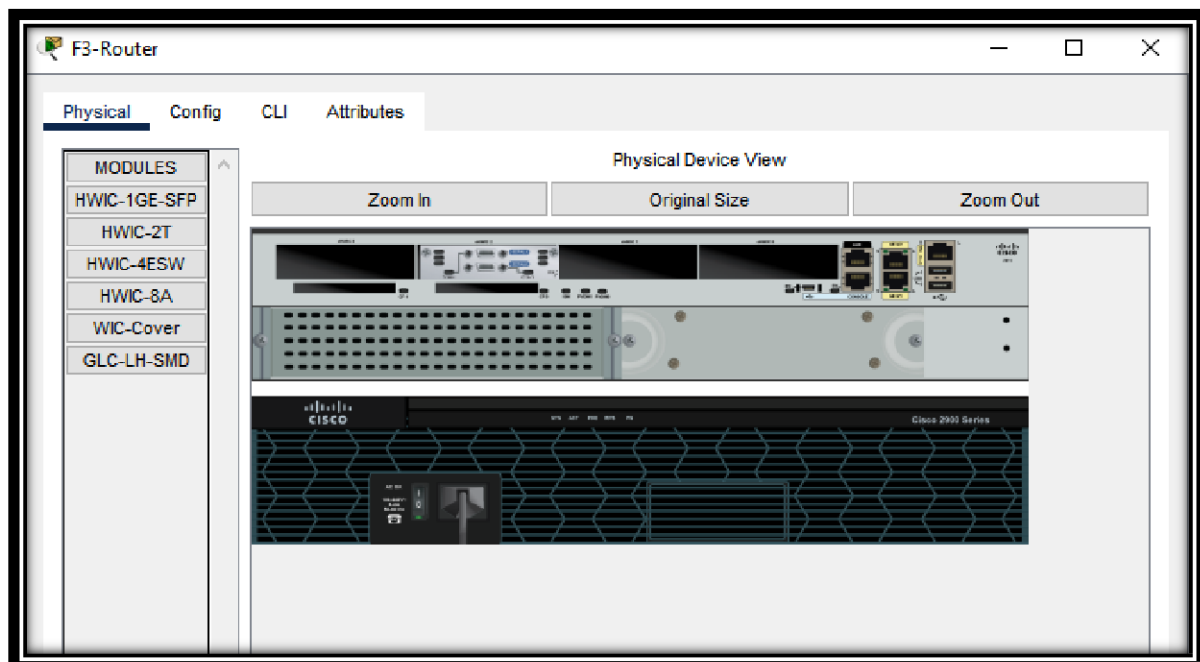 F3-Router
Physical Config CLI Attributes
MODULES
HWIC-1GE-SFP
HWIC-2T
HWIC-4ESW
HWIC-8A
WIC-Cover
GLC-LH-SMD
Physical Device View
Zoom In Original Size Zoom Out
CISCO
CISCO
Cisco 2900 Series